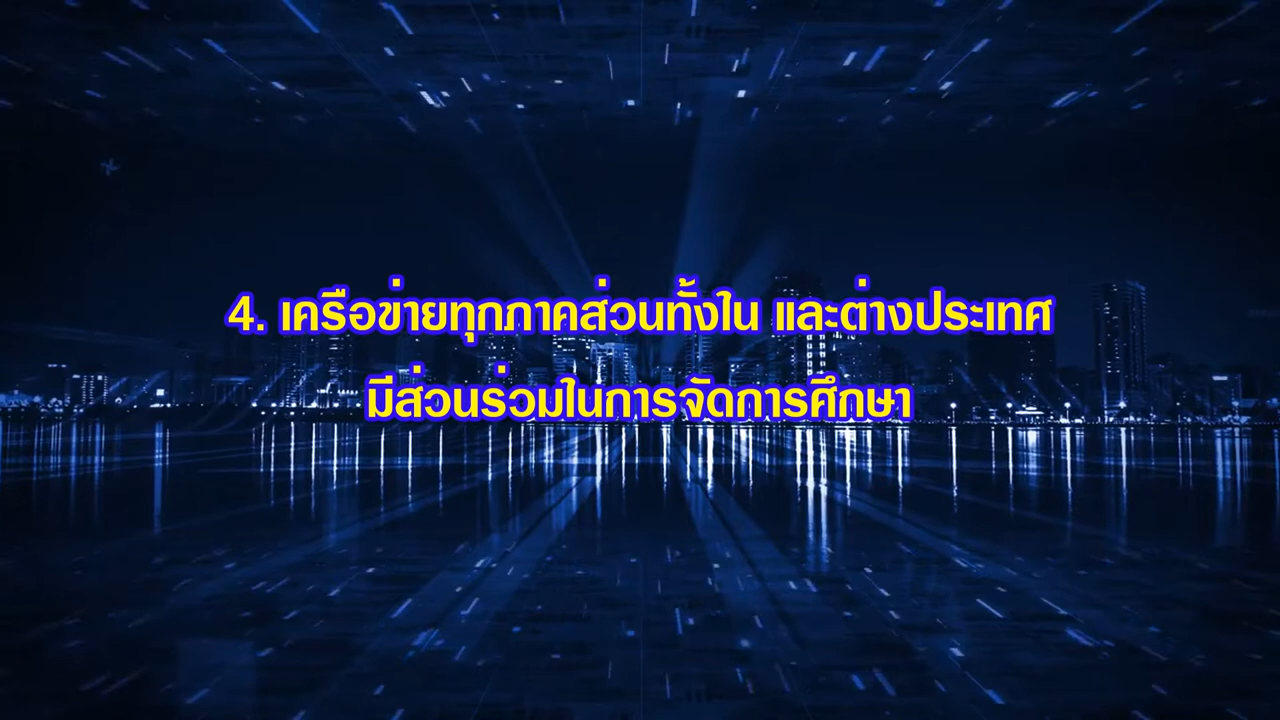 4. เครือข่ายทุกภาคส่วนทั้งใน และต่างประเทศ
มีส่วนร่วมในการจัดการศึกษา